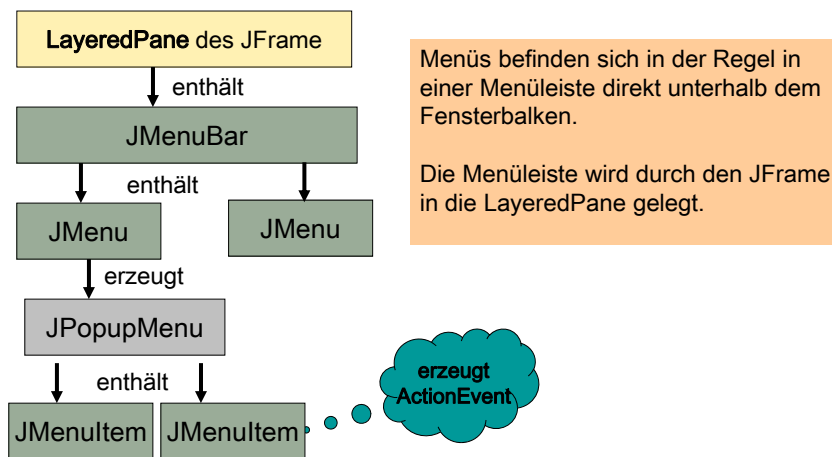 LayeredPane des JFrame
enthält
JMenuBar
enthält
JMenu
JMenu
erzeugt
JPopupMenu
enthält
JMenuItem
JMenuItem
erzeugt
ActionEvent
Menüs befinden sich in der Regel in
einer Menüleiste direkt unterhalb dem
Fensterbalken.
Die Menüleiste wird durch den JFrame
in die LayeredPane gelegt.